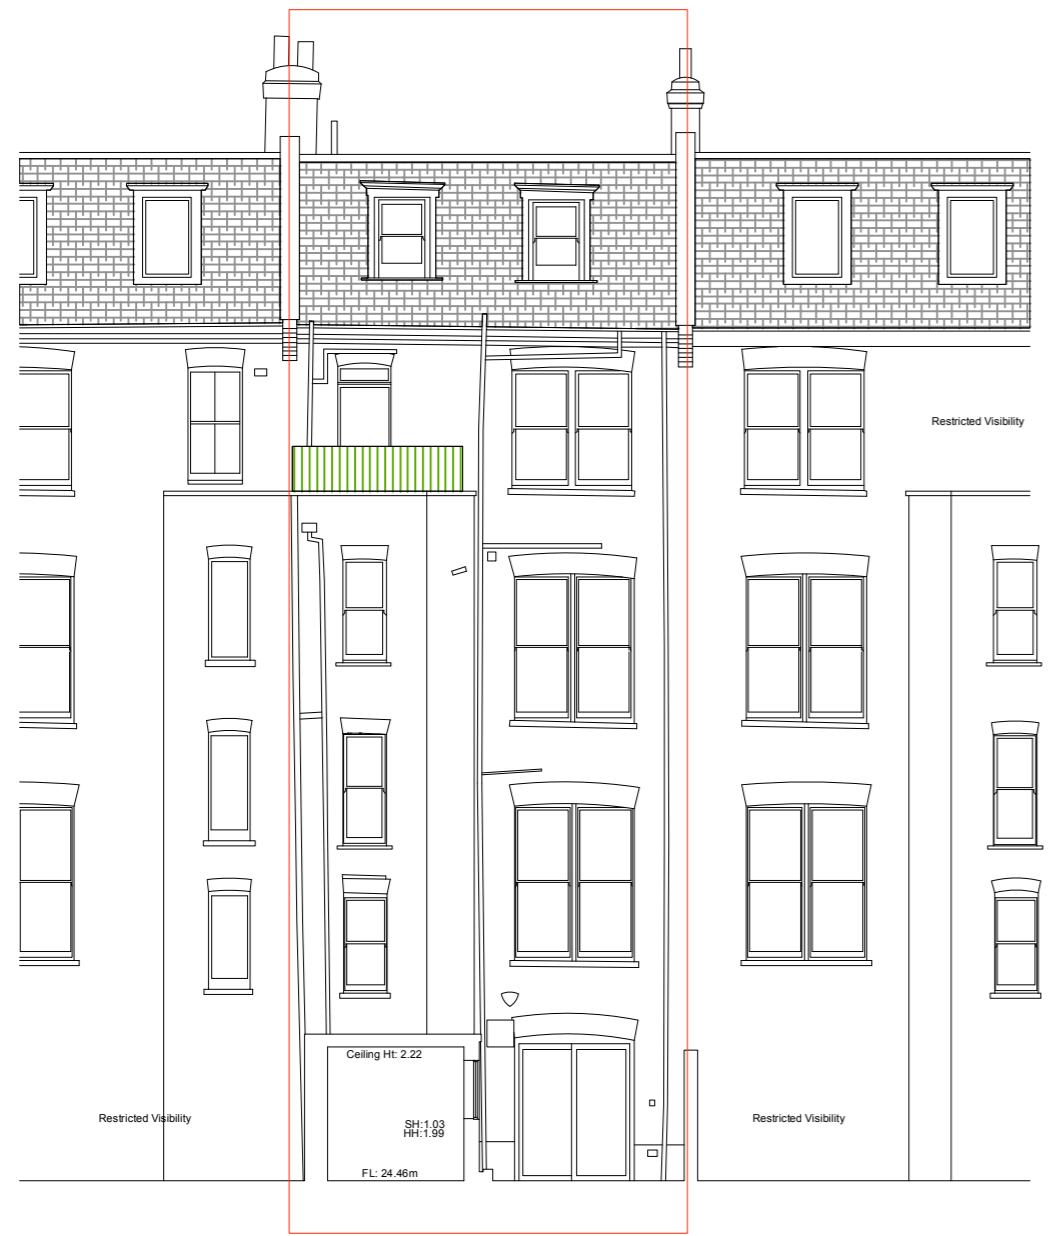 Restricted Visibility
Ceiling Ht: 2.22
Restricted Visibility
SH:1.03
HH:1.99
Restricted Visibility
FL: 24.46m